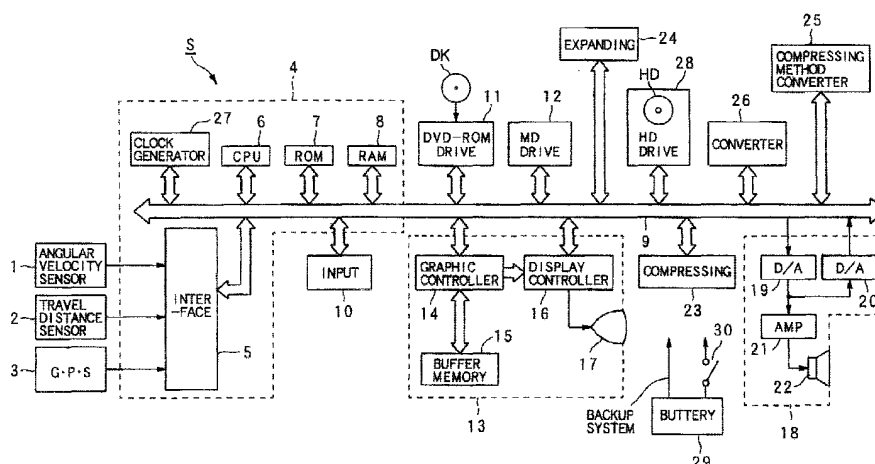 S
4
DK
EXPANDING
24
25
COMPRESSING
METHOD
CONVERTER
27
CLOCK
GENERATOR
6
CPU
7
ROM
8
RAM
11
DVD-ROM
DRIVE
12
MD
DRIVE
28
HD
HD
DRIVE
26
CONVERTER
9
1
ANGULAR
VELOCITY
SENSOR
2
TRAVEL
DISTANCE
SENSOR
3
G·P·S
INTER
-FACE
5
INPUT
10
GRAPHIC
CONTROLLER
14
DISPLAY
CONTROLLER
16
17
15
BUFFER
MEMORY
13
COMPRESSING
23
30
BACKUP
SYSTEM
BUTTERY
29
D/A
19
D/A
20
AMP
21
22
18